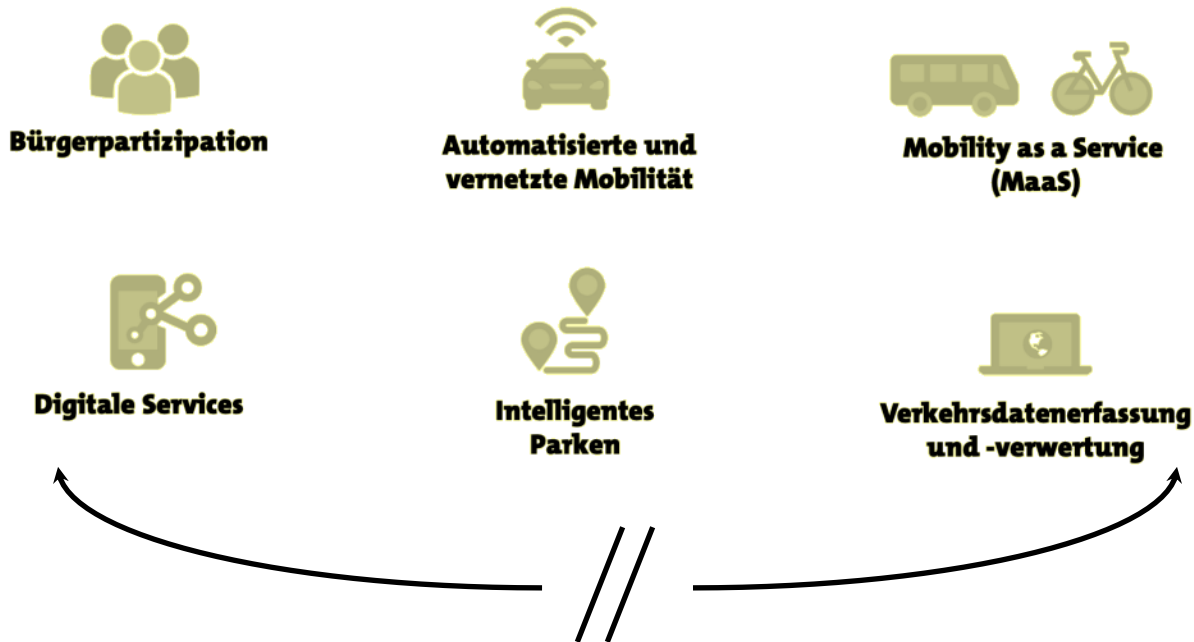 Bürgerpartizipation
Automatisierte und
vernetzte Mobilität
Mobility as a Service
(MaaS)
Digitale Services
Intelligentes
Parken
Verkehrsdatenerfassung
und -verwertung